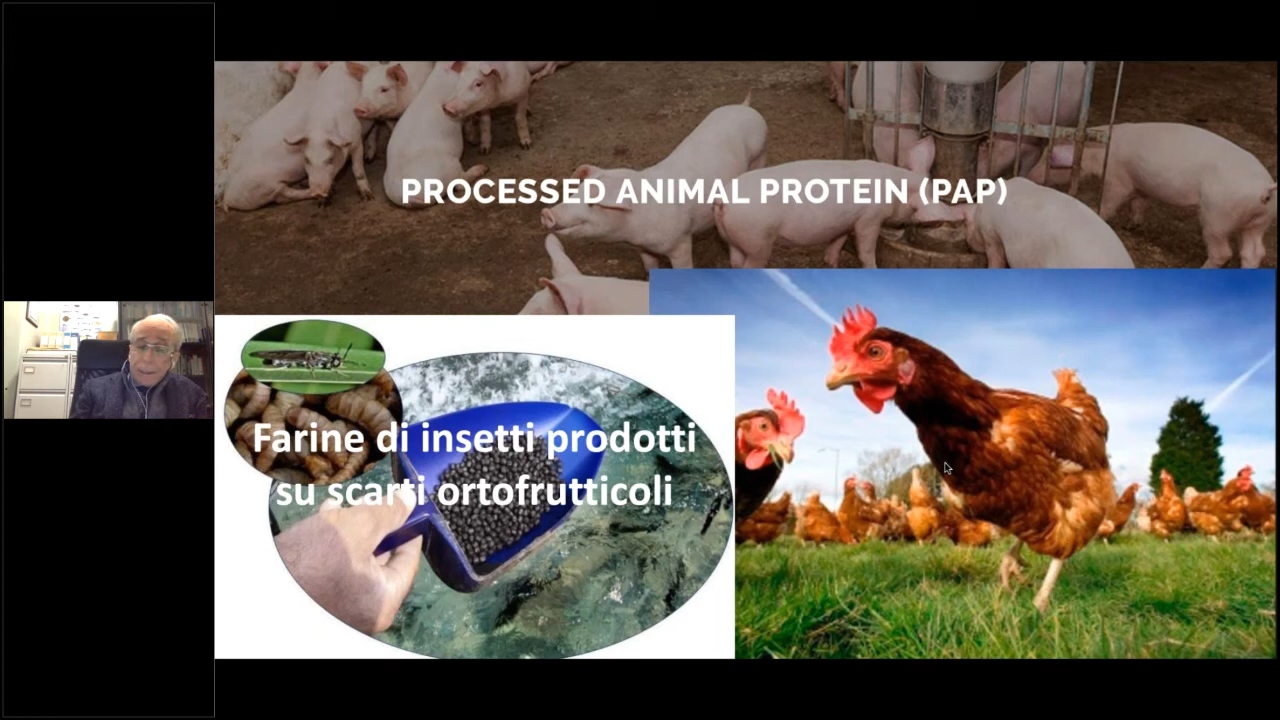 PROCESSED ANIMAL PROTEIN (PAP)
Farine di insetti prodotti
su scarti ortofrutticoli